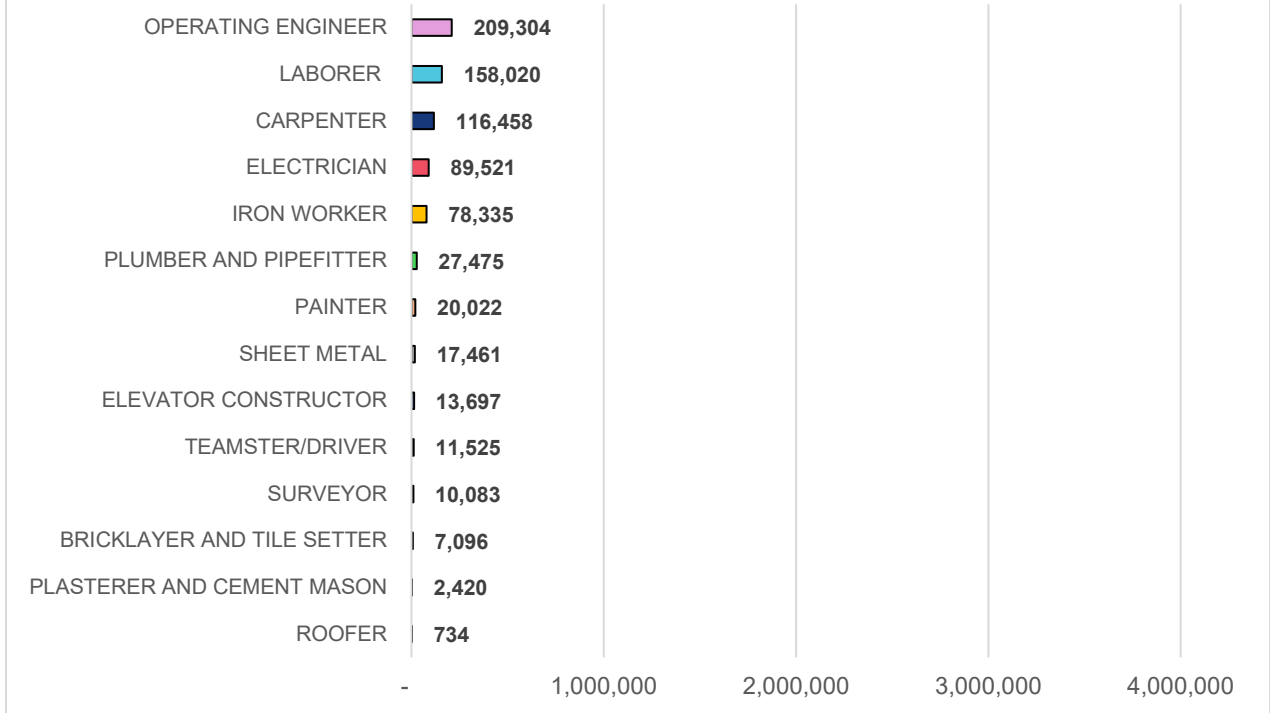 OPERATING ENGINEER 209,304
LABORER 158,020
CARPENTER 116,458
ELECTRICIAN 89,521
IRON WORKER 78,335
PLUMBER AND PIPEFITTER 27,475
PAINTER 20,022
SHEET METAL 17,461
ELEVATOR CONSTRUCTOR 13,697
TEAMSTER/DRIVER 11,525
SURVEYOR 10,083
BRICKLAYER AND TILE SETTER 7,096
PLASTERER AND CEMENT MASON 2,420
ROOFER 734
- 1,000,000 2,000,000 3,000,000 4,000,000